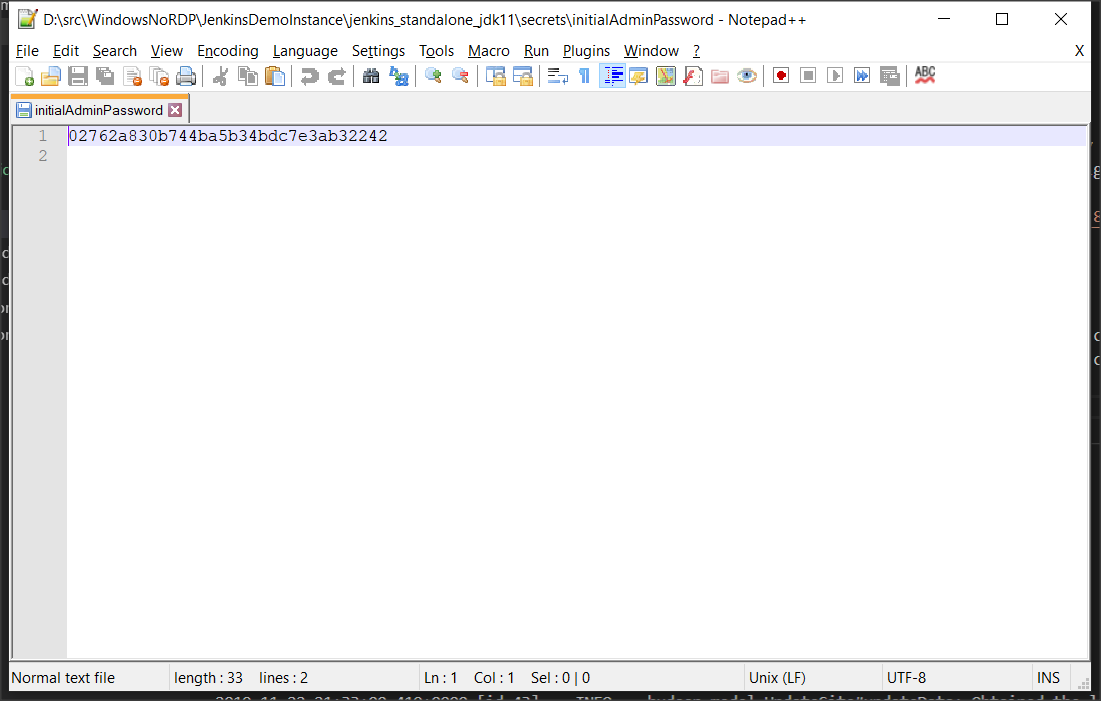 D:\src\WindowsNoRDP\JenkinsDemoInstance\jenkins_standalone_jdk11\secrets\initialAdminPassword - Notepad++
File Edit Search View Encoding Language Settings Tools Macro Run Plugins Window ? X
ABC
initialAdminPassword
1 02762a830b744ba5b34bdc7e3ab32242
2
Normal text file length : 33 lines : 2 Ln : 1 Col : 1 Sel : 0 | 0 Unix (LF) UTF-8 INS